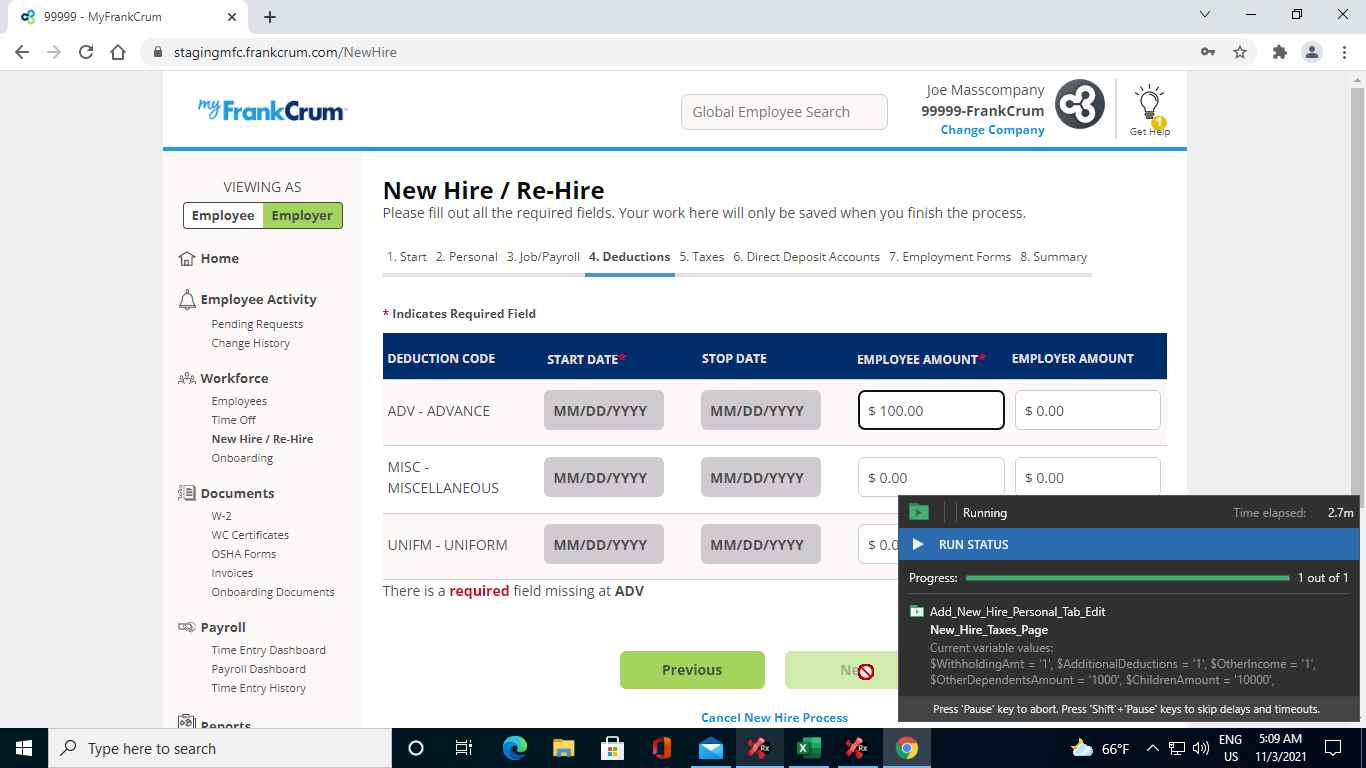 99999 - MyFrankCrum
stagingmfc.frankcrum.com/NewHire
my FrankCrum
Global Employee Search
Joe Masscompany
99999-FrankCrum
Change Company
1
Get Help
VIEWING AS
Employee Employer
Home
Employee Activity
Pending Requests
Change History
Workforce
Employees
Time Off
New Hire / Re-Hire
Onboarding
Documents
W-2
WC Certificates
OSHA Forms
Invoices
Onboarding Documents
Payroll
Time Entry Dashboard
Payroll Dashboard
Time Entry History
Reports
New Hire / Re-Hire
Please fill out all the required fields. Your work here will only be saved when you finish the process.
1. Start 2. Personal 3. Job/Payroll 4. Deductions 5. Taxes 6. Direct Deposit Accounts 7. Employment Forms 8. Summary
* Indicates Required Field
DEDUCTION CODE START DATE* STOP DATE EMPLOYEE AMOUNT* EMPLOYER AMOUNT
ADV - ADVANCE MM/DD/YYYY MM/DD/YYYY $ 100.00 $ 0.00
MISC -
MISCELLANEOUS MM/DD/YYYY MM/DD/YYYY $ 0.00 $ 0.00
UNIFM - UNIFORM MM/DD/YYYY MM/DD/YYYY
There is a required field missing at ADV
Previous
Cancel New Hire Process
Running Time elapsed: 2.7m
RUN STATUS
Progress: 1 out of 1
Add_New_Hire_Personal_Tab_Edit
New_Hire_Taxes_Page
Current variable values:
$WithholdingAmt = '1', $AdditionalDeductions = '1', $OtherIncome = '1',
$OtherDependentsAmount = '1000', $ChildrenAmount = '10000',
Press 'Pause' key to abort. Press 'Shift'+'Pause' keys to skip delays and timeouts.
Type here to search
66°F
ENG
US
5:09 AM
11/3/2021